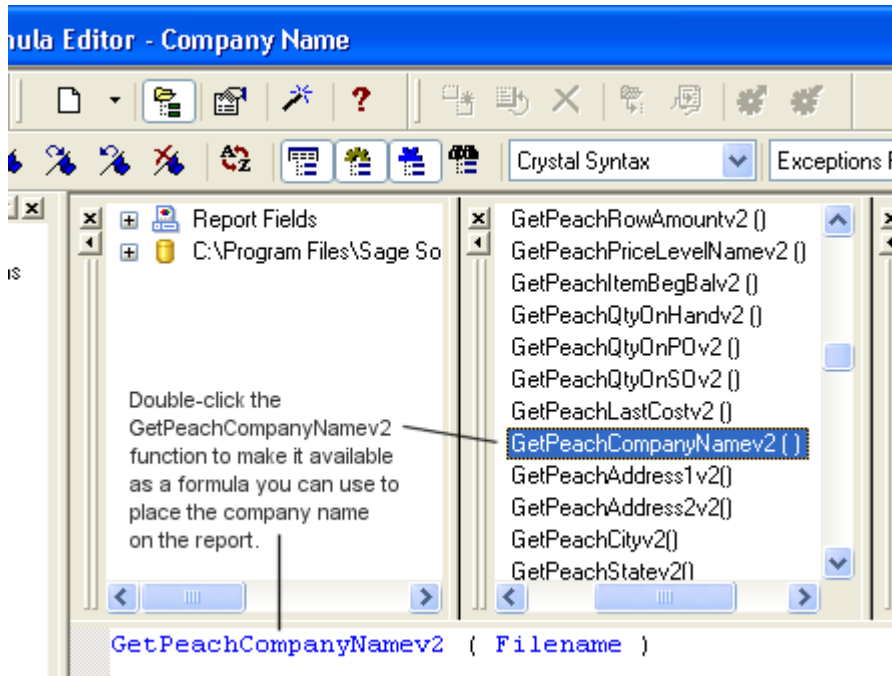 nula Editor - Company Name
Crystal Syntax
Exceptions F
ns
Report Fields
C:\Program Files\Sage So
Double-click the
GetPeachCompanyNamev2
function to make it available
as a formula you can use to
place the company name
on the report.
GetPeachRowAmountv2 ()
GetPeachPriceLevelNamev2 ()
GetPeachItemBegBalv2 ()
GetPeachQtyOnHandv2 ()
GetPeachQtyOnPOv2 ()
GetPeachQtyOnSOv2 ()
GetPeachLastCostv2 ()
GetPeachCompanyNamev2 ( )
GetPeachAddress1v2()
GetPeachAddress2v2()
GetPeachCityv2()
GetPeachStatev2()
GetPeachCompanyNamev2 ( Filename )